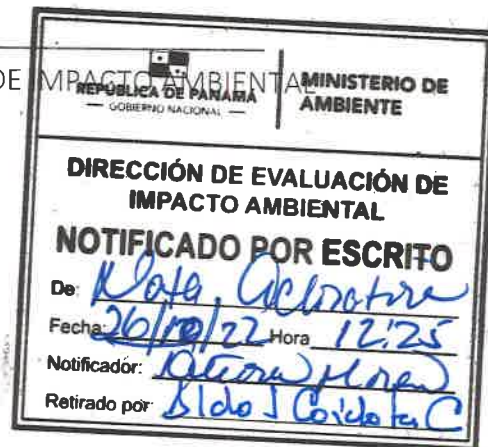 DE IMPACTO AMBIENTAL
REPÚBLICA DE PANAMÁ
— GOBIERNO NACIONAL —
MINISTERIO DE
AMBIENTE
DIRECCIÓN DE EVALUACIÓN DE
IMPACTO AMBIENTAL
NOTIFICADO POR ESCRITO
De: Nota Aclaratoria
Fecha: 26/10/22 Hora 12:25
Notificador:
Retirado por: